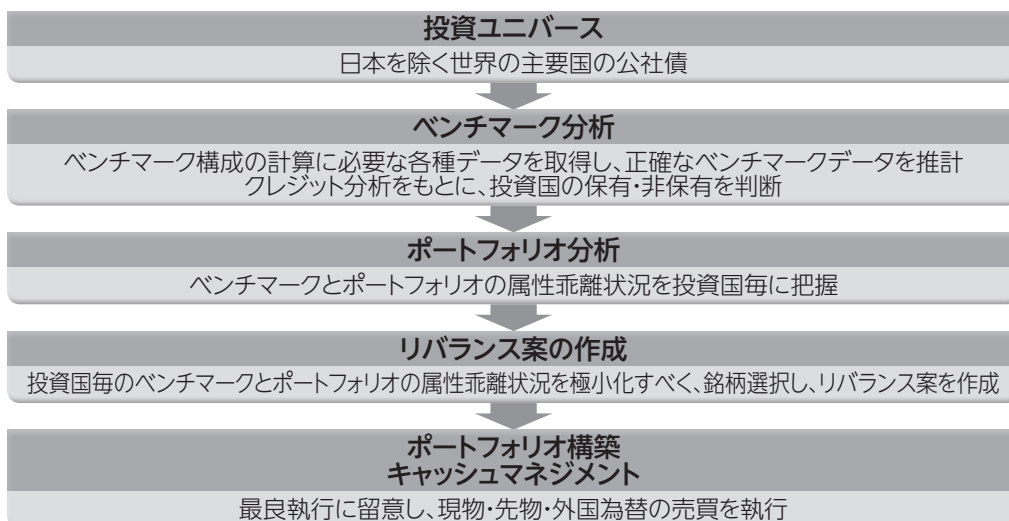 投資ユニバース
日本を除く世界の主要国の公社債
ベンチマーク分析
ベンチマーク構成の計算に必要な各種データを取得し、正確なベンチマークデータを推計
クレジット分析をもとに、投資国の保有・非保有を判断
ポートフォリオ分析
ベンチマークとポートフォリオの属性乖離状況を投資国毎に把握
リバランス案の作成
投資国毎のベンチマークとポートフォリオの属性乖離状況を極小化すべく、銘柄選択し、リバランス案を作成
ポートフォリオ構築
キャッシュマネジメント
最良執行に留意し、現物・先物・外国為替の売買を執行